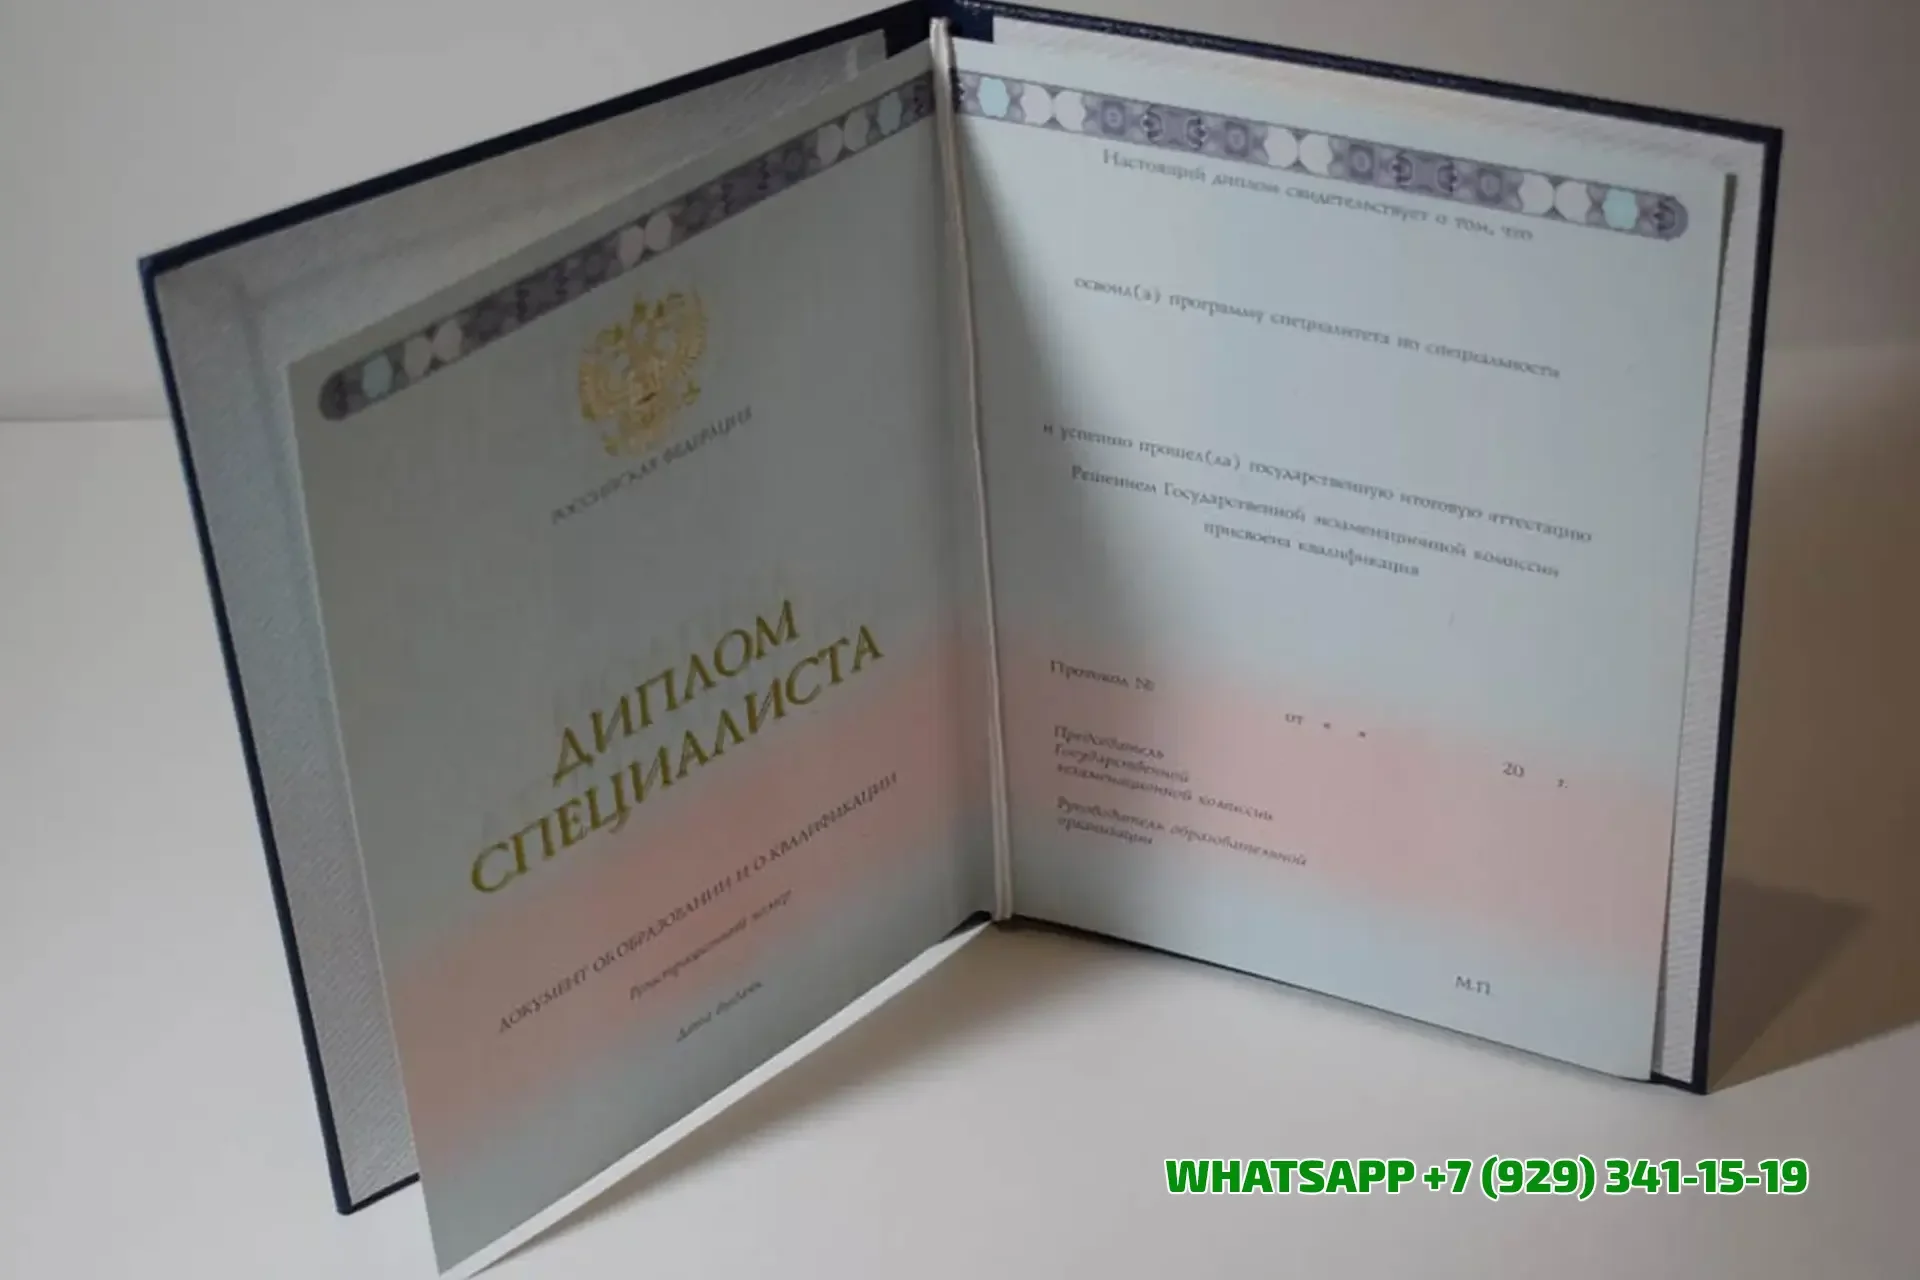 РОССИЙСКАЯ ФЕДЕРАЦИЯ
ДИПЛОМ
СПЕЦИАЛИСТА
ДОКУМЕНТ ОБ ОБРАЗОВАНИИ И О КВАЛИФИКАЦИИ
Регистрационный номер
Дата выдачи
Настоящий диплом свидетельствует о том, что
освоил(а) программу специалитета по специальности
и успешно прошел(ла) государственную итоговую аттестацию
Решением Государственной экзаменационной комиссии
присвоена квалификация
Протокол №
от « »
20 г.
Председатель
Государственной
экзаменационной комиссии
Руководитель образовательной
организации
М.П.
WHATSAPP +7 (929) 341-15-19